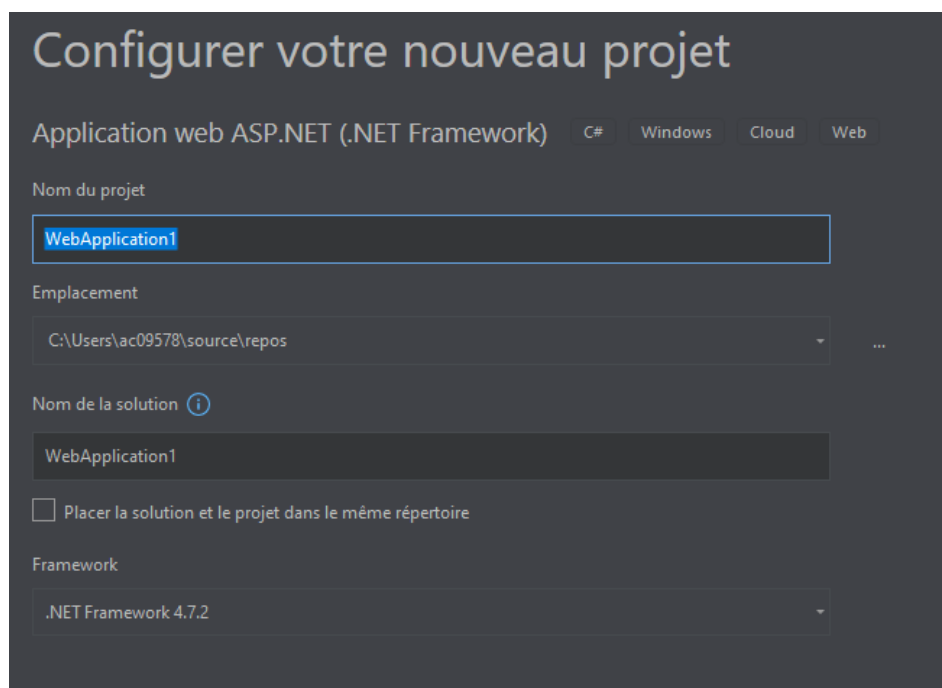 Configurer votre nouveau projet
Application web ASP.NET (.NET Framework) C# Windows Cloud Web
Nom du projet
WebApplication1
Emplacement
C:\Users\ac09578\source\repos
...
Nom de la solution
WebApplication1
Placer la solution et le projet dans le même répertoire
Framework
.NET Framework 4.7.2